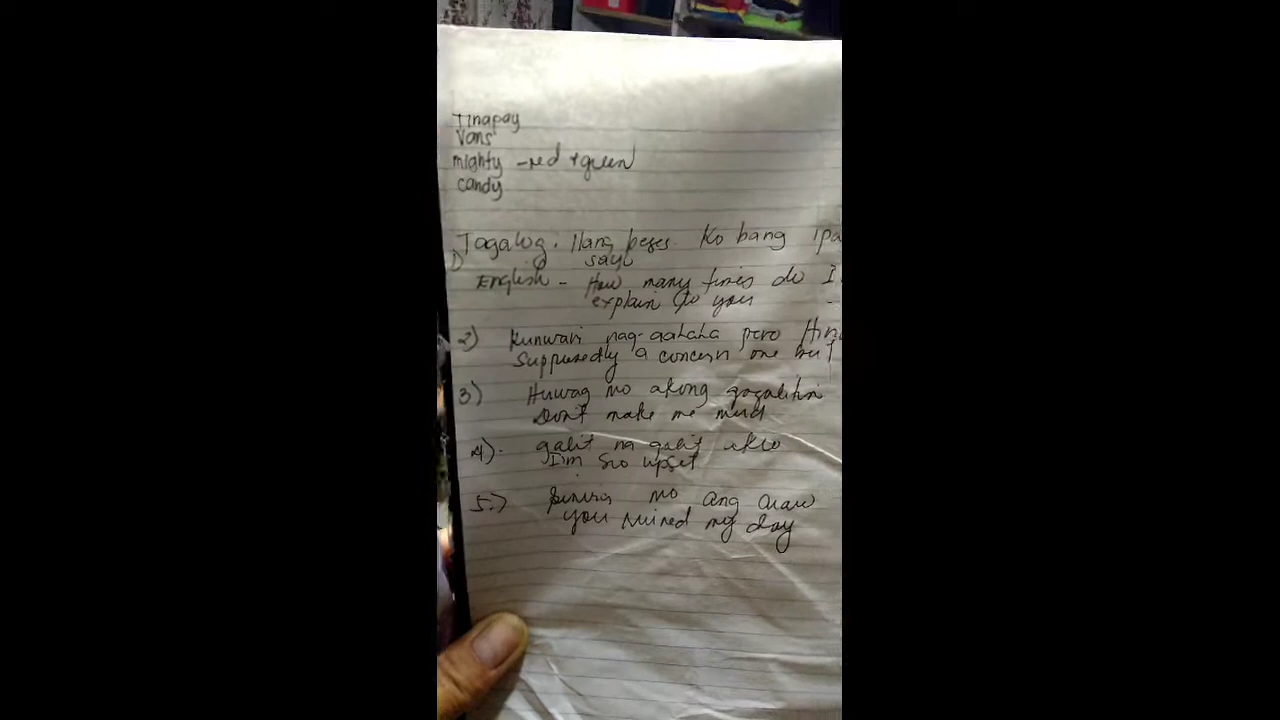 Tinapay
Vans
mighty - red + green
candy
Tagalog. Ilang beses. Ko bang ipa
1)
say
English - How many times do I
explain to you
2) Kunwari nag-aalala pero Hin
Supposedly a concern one but
3) Huwag mo akong gagalitin
Don't make me mad
4). galit na galit ako
I'm so upset
5.) Sinira mo ang araw
you ruined my day